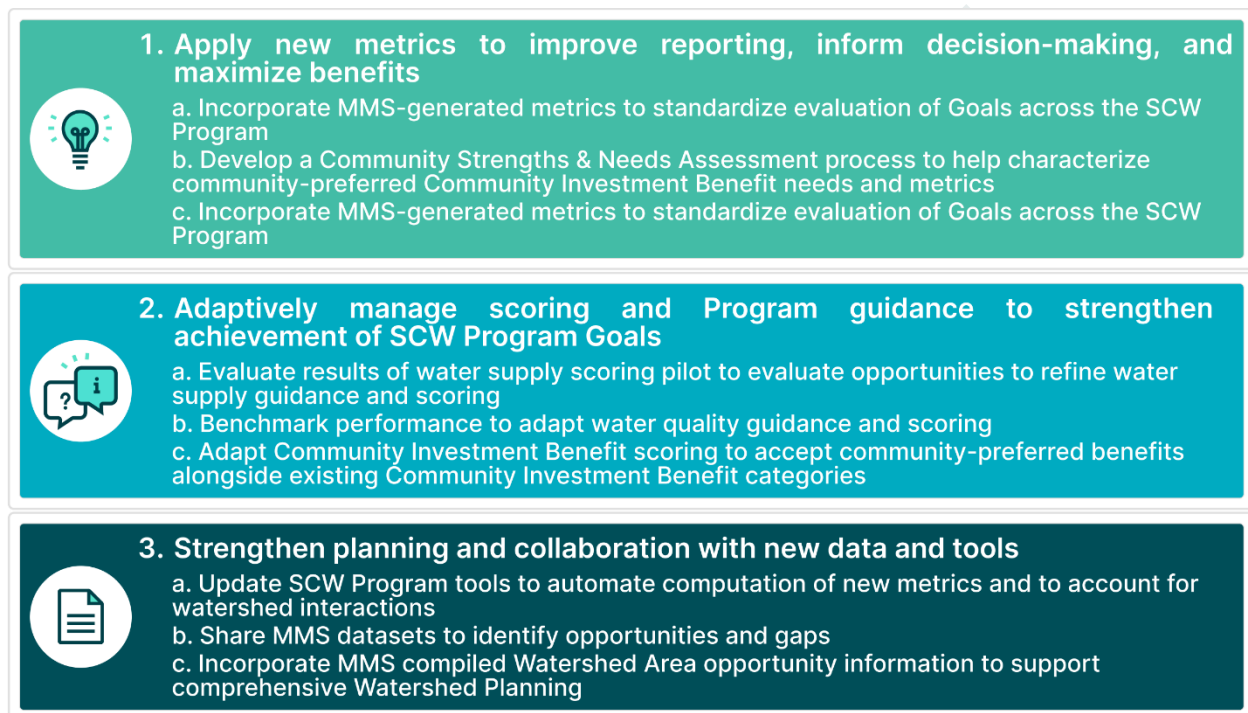 1. Apply new metrics to improve reporting, inform decision-making, and
maximize benefits
a. Incorporate MMS-generated metrics to standardize evaluation of Goals across the SCW
Program
b. Develop a Community Strengths & Needs Assessment process to help characterize
community-preferred Community Investment Benefit needs and metrics
c. Incorporate MMS-generated metrics to standardize evaluation of Goals across the SCW
Program
2. Adaptively manage scoring and Program guidance to strengthen
achievement of SCW Program Goals
a. Evaluate results of water supply scoring pilot to evaluate opportunities to refine water
supply guidance and scoring
b. Benchmark performance to adapt water quality guidance and scoring
c. Adapt Community Investment Benefit scoring to accept community-preferred benefits
alongside existing Community Investment Benefit categories
? i
3. Strengthen planning and collaboration with new data and tools
a. Update SCW Program tools to automate computation of new metrics and to account for
watershed interactions
b. Share MMS datasets to identify opportunities and gaps
c. Incorporate MMS compiled Watershed Area opportunity information to support
comprehensive Watershed Planning